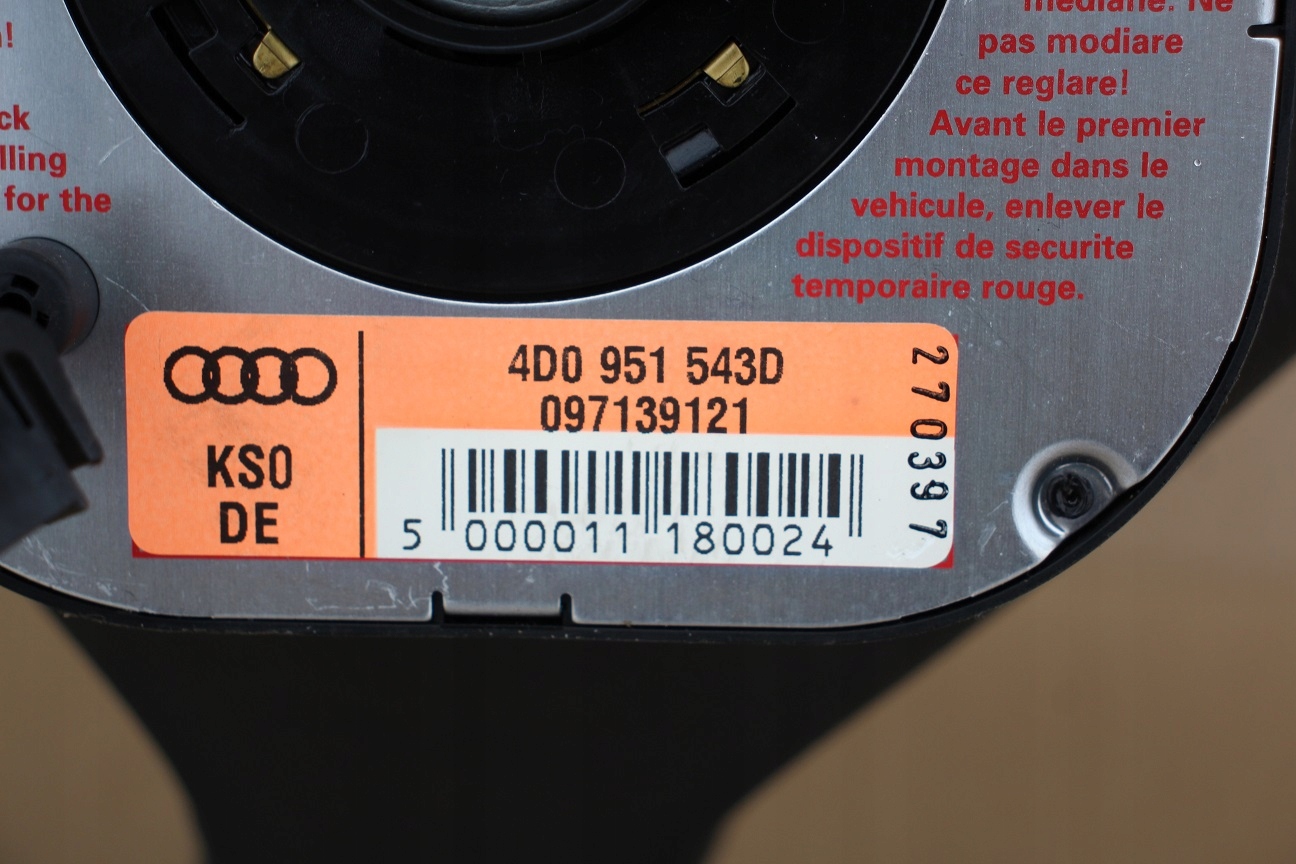 !
ck
lling
for the
mediane. Ne
pas modiare
ce reglare!
Avant le premier
montage dans le
vehicule, enlever le
dispositif de securite
temporaire rouge.
KS0
DE
4D0 951 543D
097139121
5 000011 180024
270397